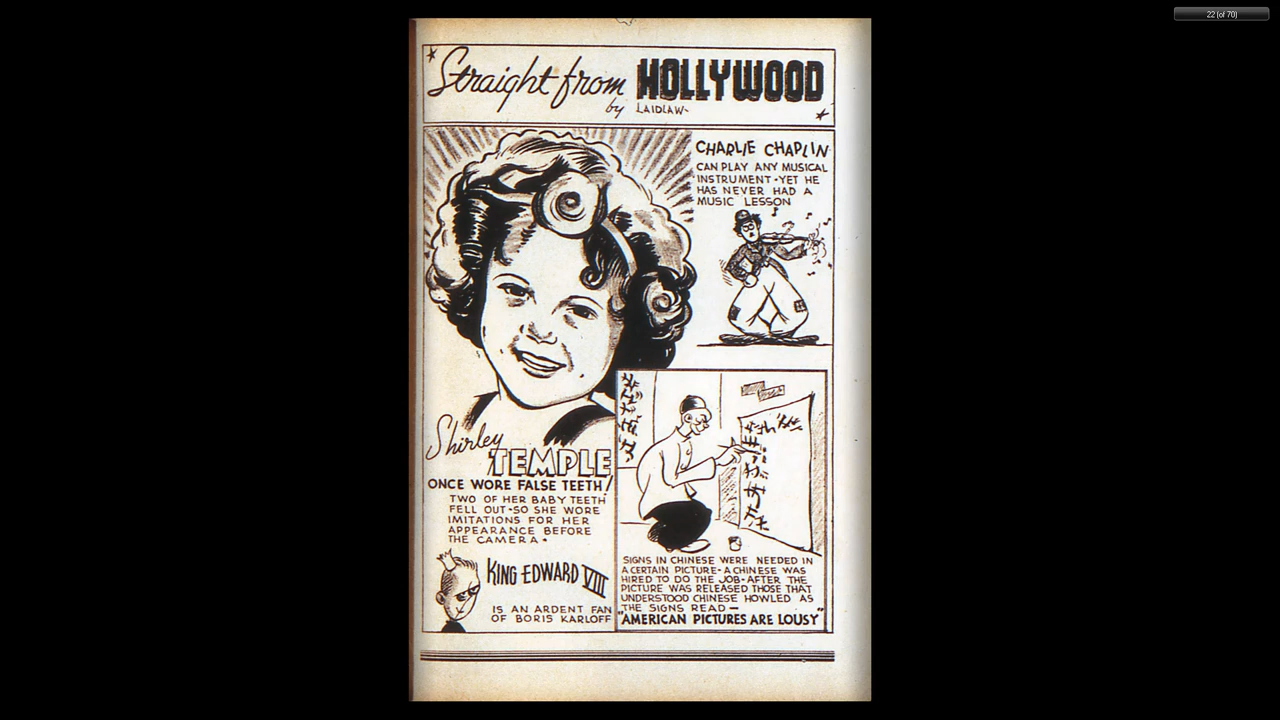 22 (of 70)
Straight from HOLLYWOOD
by LAIDLAW
CHARLIE CHAPLIN
CAN PLAY ANY MUSICAL
INSTRUMENT-YET HE
HAS NEVER HAD A
MUSIC LESSON
Shirley
TEMPLE
ONCE WORE FALSE TEETH!
TWO OF HER BABY TEETH
FELL OUT-SO SHE WORE
IMITATIONS FOR HER
APPEARANCE BEFORE
THE CAMERA.
KING EDWARD VIII
IS AN ARDENT FAN
OF BORIS KARLOFF
SIGNS IN CHINESE WERE NEEDED IN
A CERTAIN PICTURE-A CHINESE WAS
HIRED TO DO THE JOB-AFTER THE
PICTURE WAS RELEASED THOSE THAT
UNDERSTOOD CHINESE HOWLED AS
THE SIGNS READ—
"AMERICAN PICTURES ARE LOUSY"